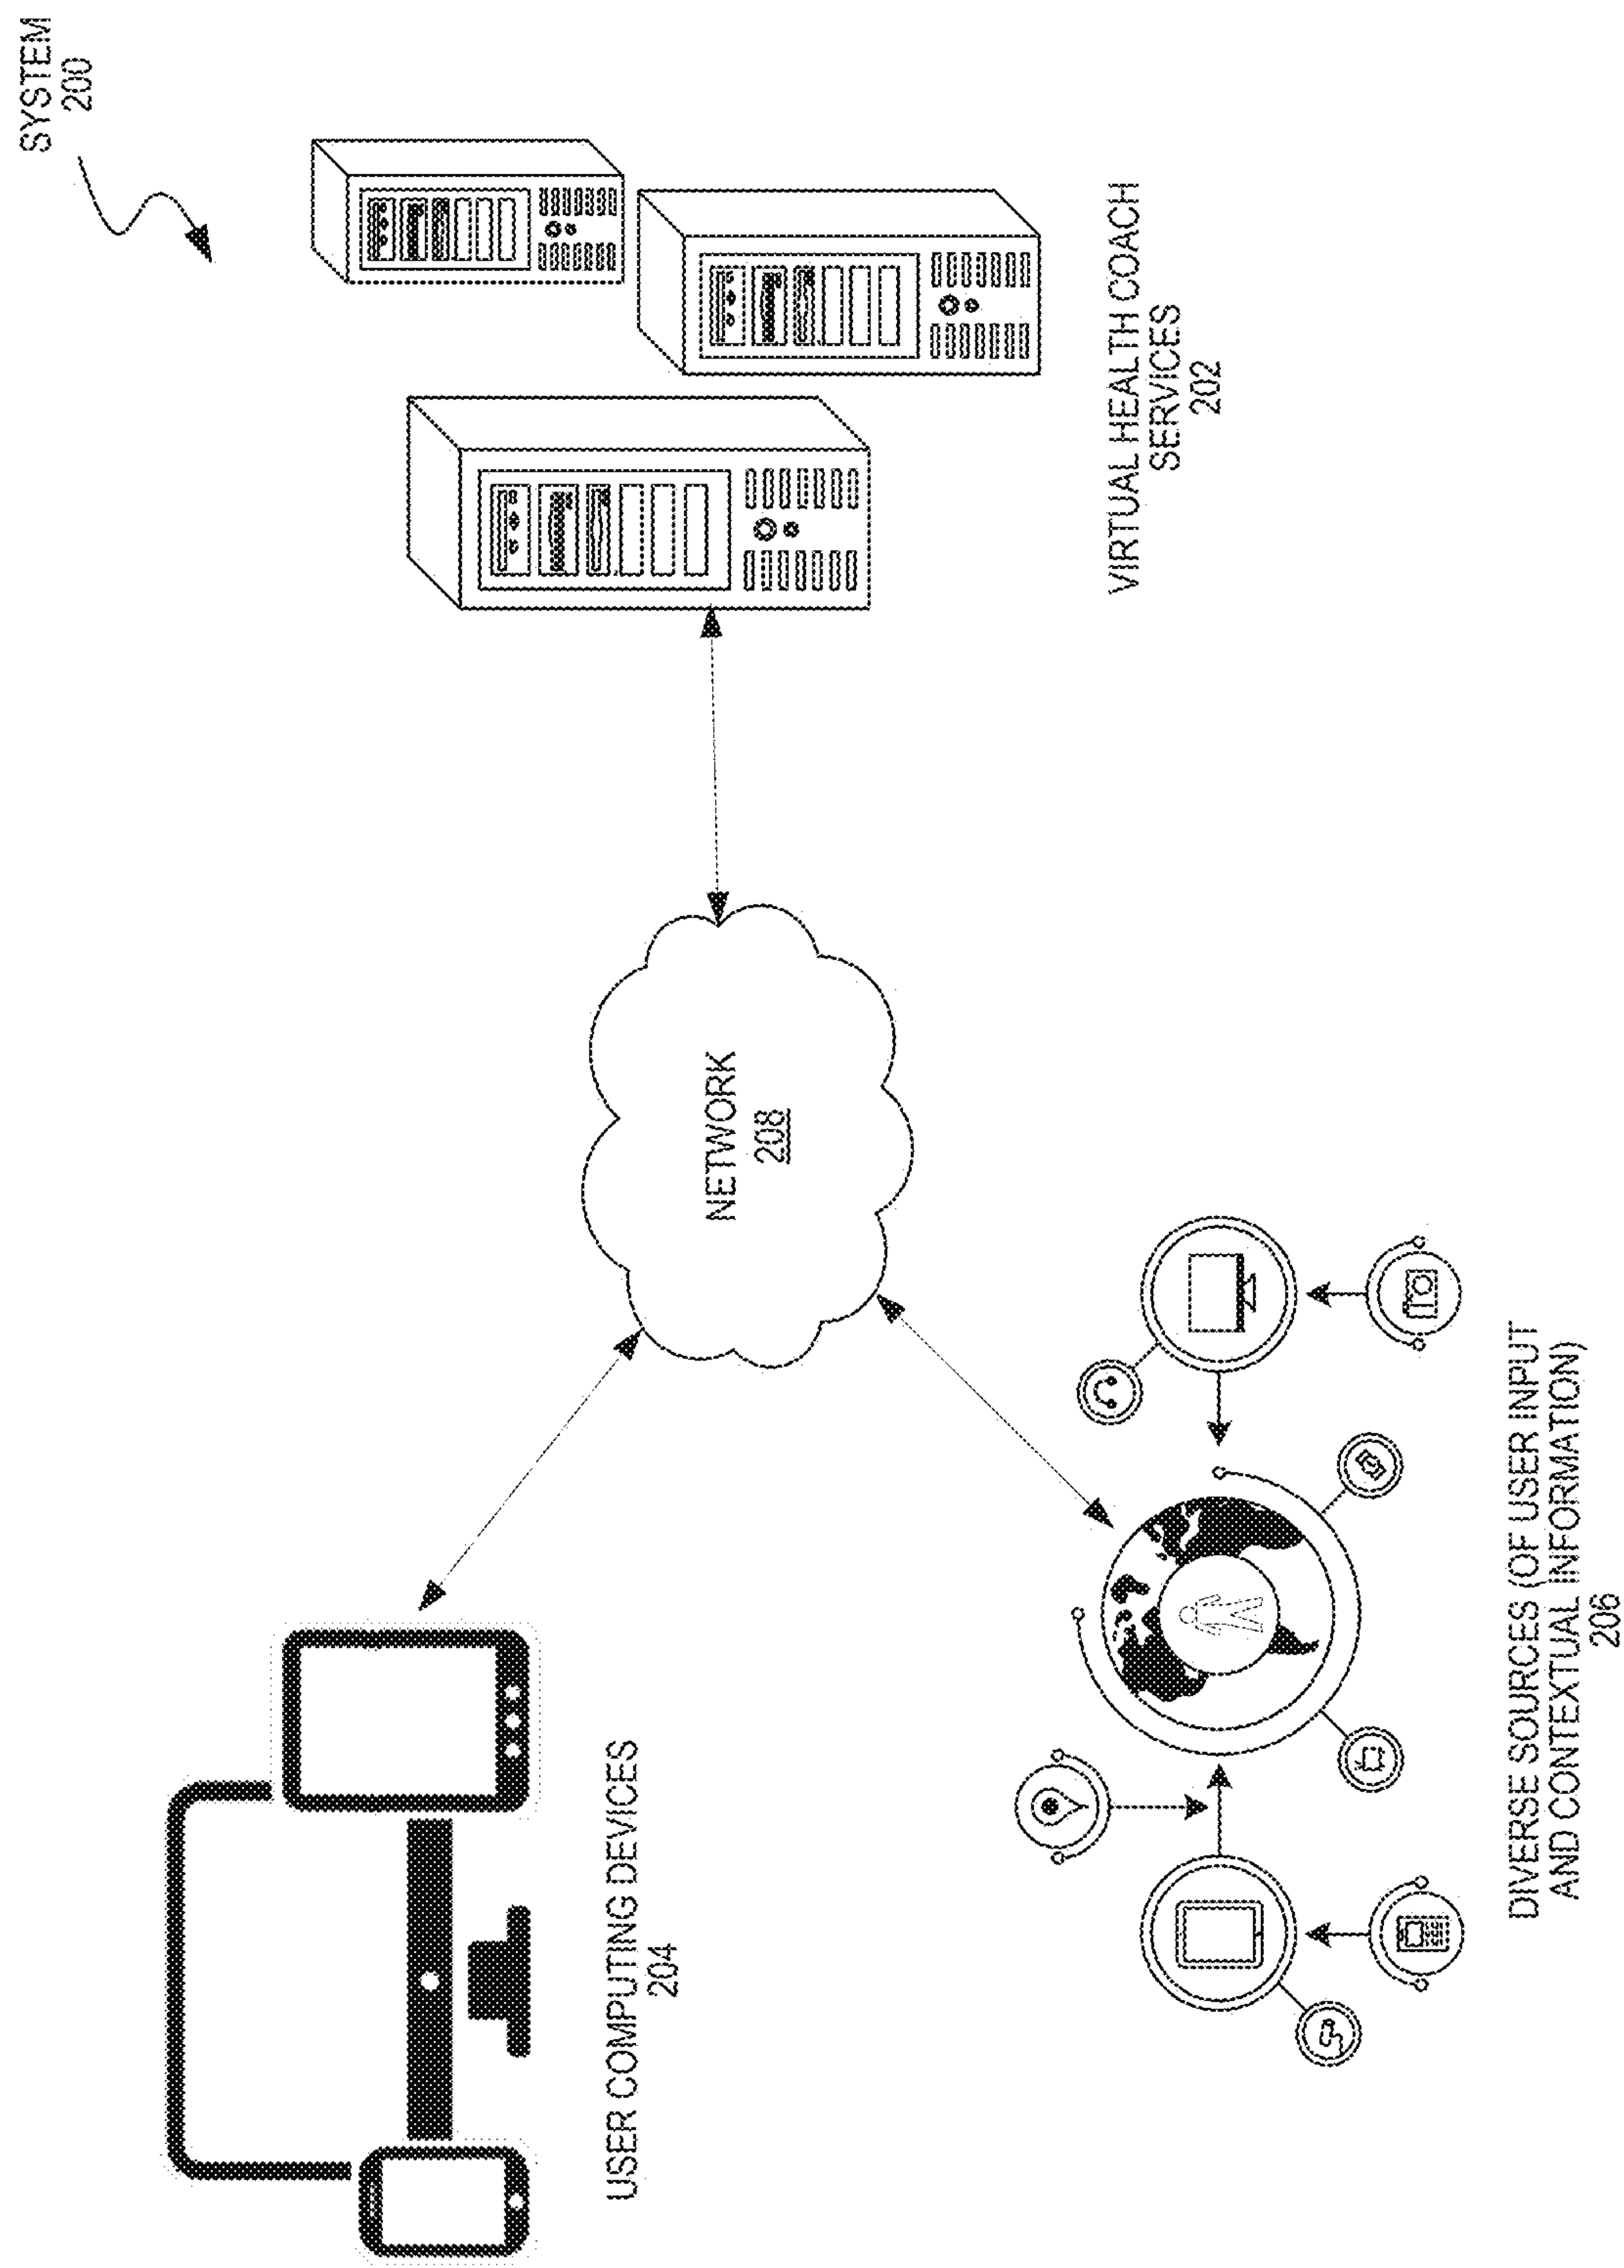 SYSTEM
200
USER COMPUTING DEVICES
204
NETWORK
208
VIRTUAL HEALTH COACH
SERVICES
202
DIVERSE SOURCES (OF USER INPUT
AND CONTEXTUAL INFORMATION)
206